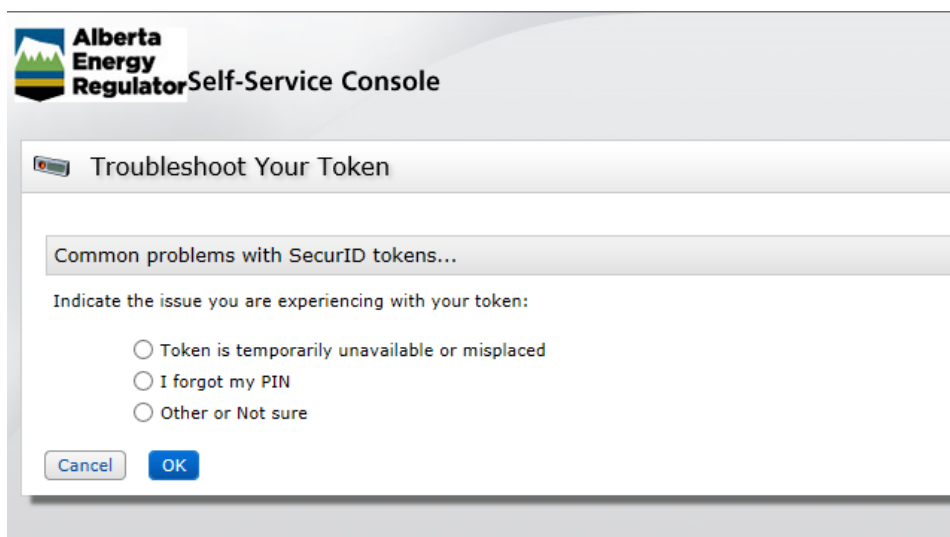 Alberta
Energy
Regulator Self-Service Console
Troubleshoot Your Token
Common problems with SecurID tokens...
Indicate the issue you are experiencing with your token:
Token is temporarily unavailable or misplaced
I forgot my PIN
Other or Not sure
Cancel OK